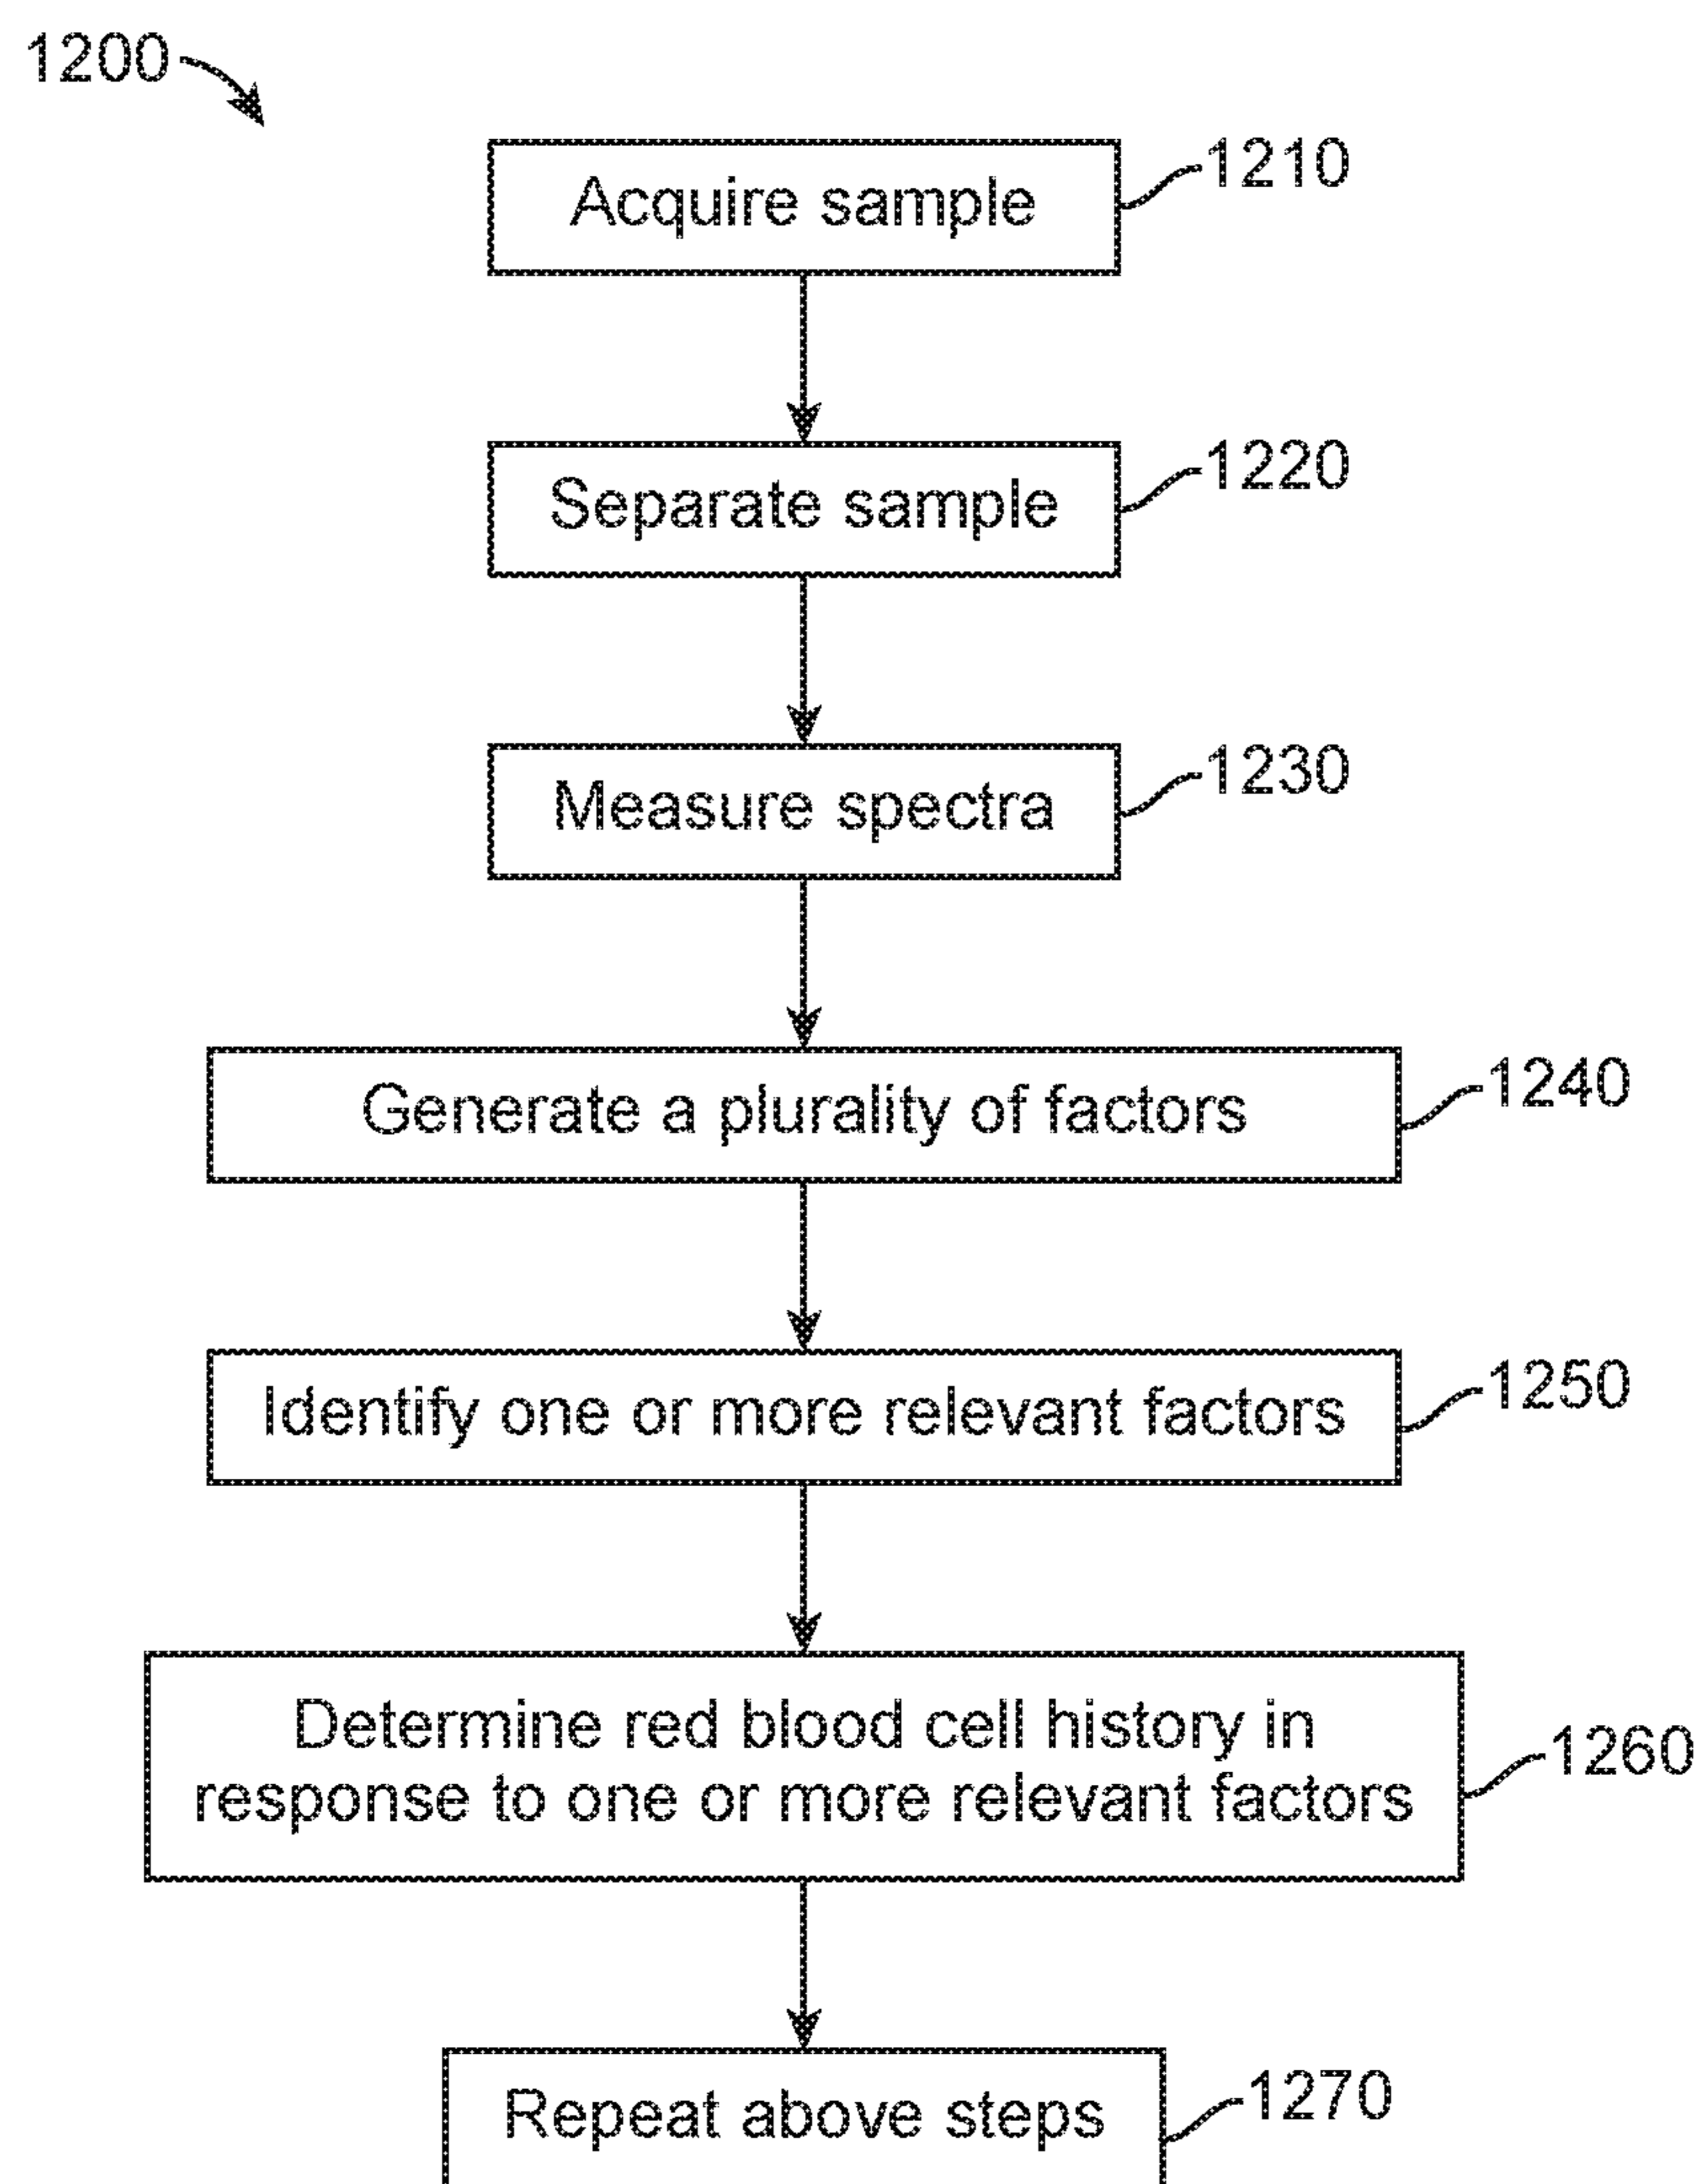 1200
Acquire sample
1210
Separate sample
1220
Measure spectra
1230
Generate a plurality of factors
1240
Identify one or more relevant factors
1250
Determine red blood cell history in
response to one or more relevant factors
1260
Repeat above steps
1270